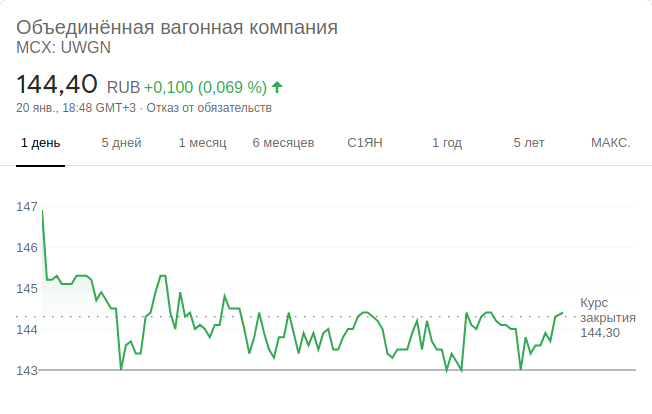 Объединённая вагонная компания
MCX: UWGN
144,40 RUB +0,100 (0,069 %)
20 янв., 18:48 GMT+3 · Отказ от обязательств
1 день 5 дней 1 месяц 6 месяцев С1ЯН 1 год 5 лет МАКС.
147
146
145
144
143
Курс
закрытия
144,30